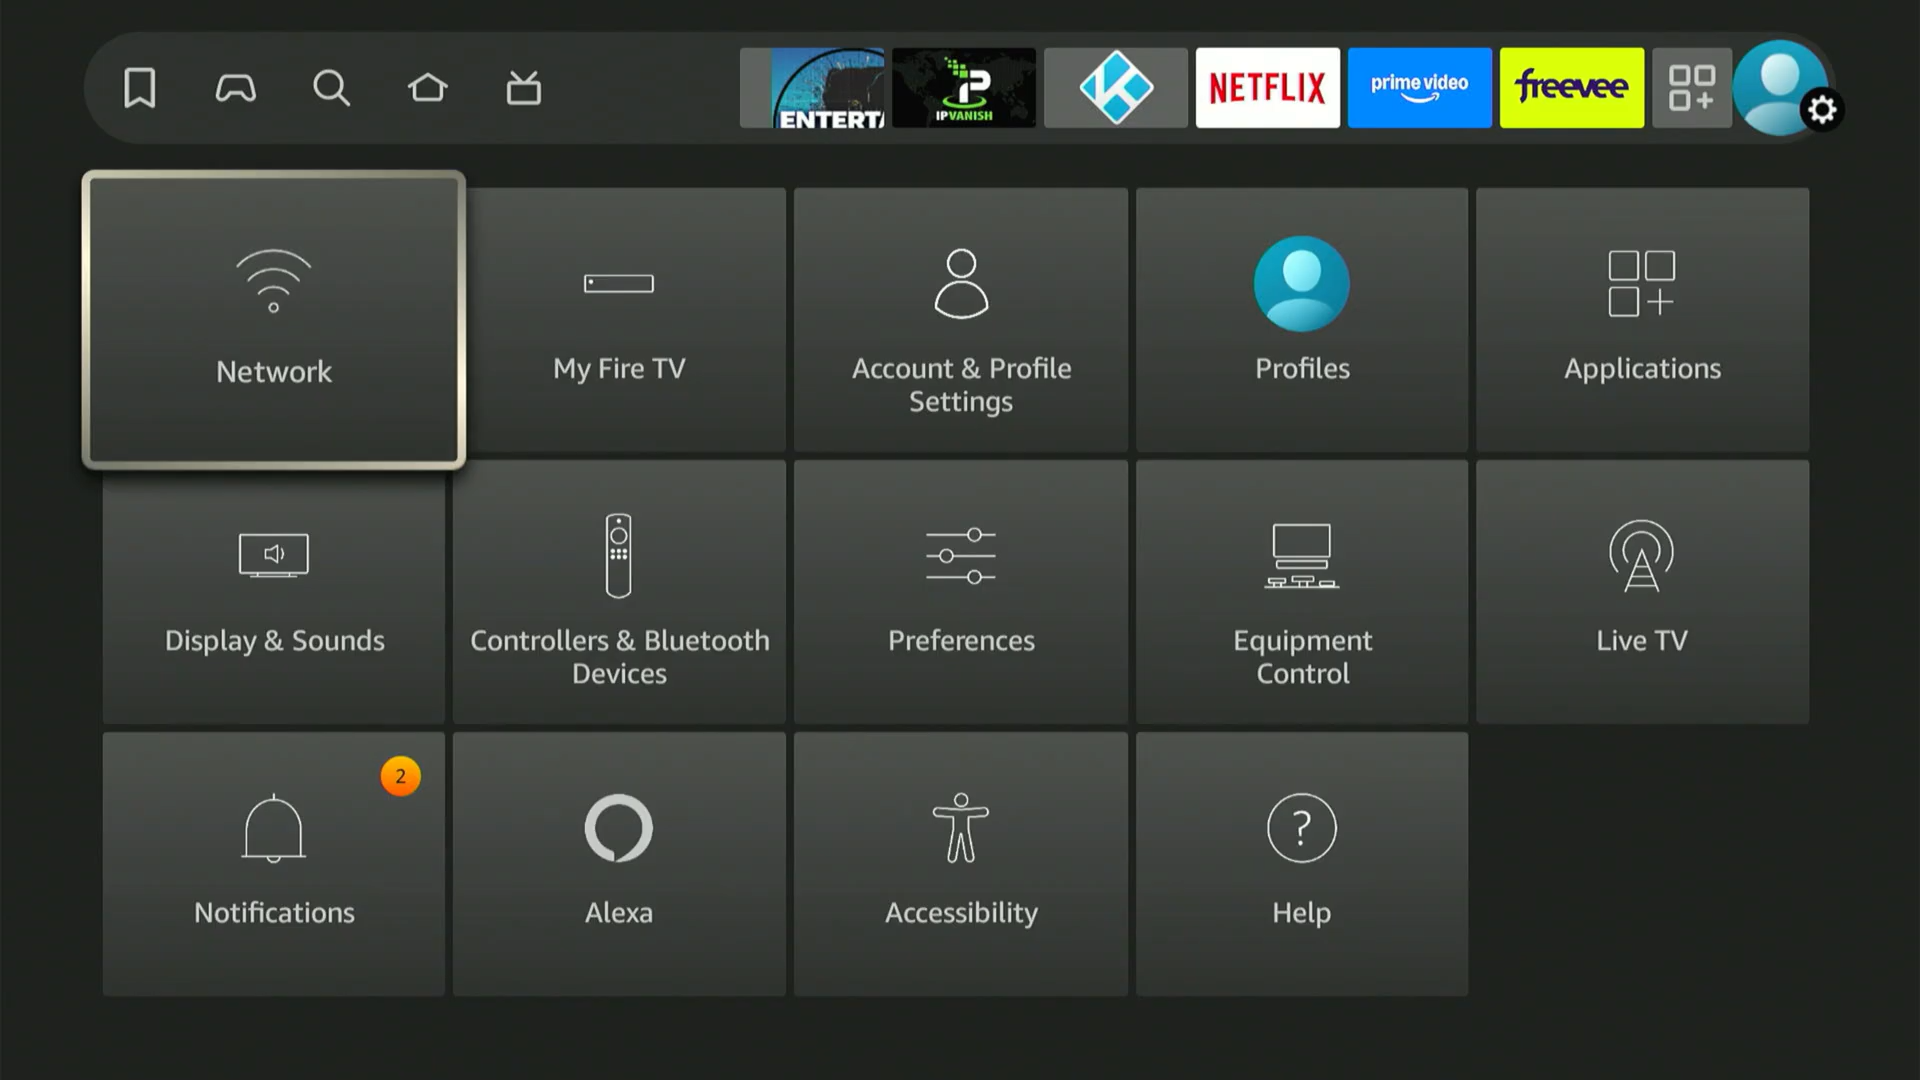 ENTERTA
IPVANISH
NETFLIX
prime video
freevee
Network
My Fire TV
Account & Profile
Settings
Profiles
Applications
Display & Sounds
Controllers & Bluetooth
Devices
Preferences
Equipment
Control
Live TV
2
Notifications
Alexa
Accessibility
?
Help